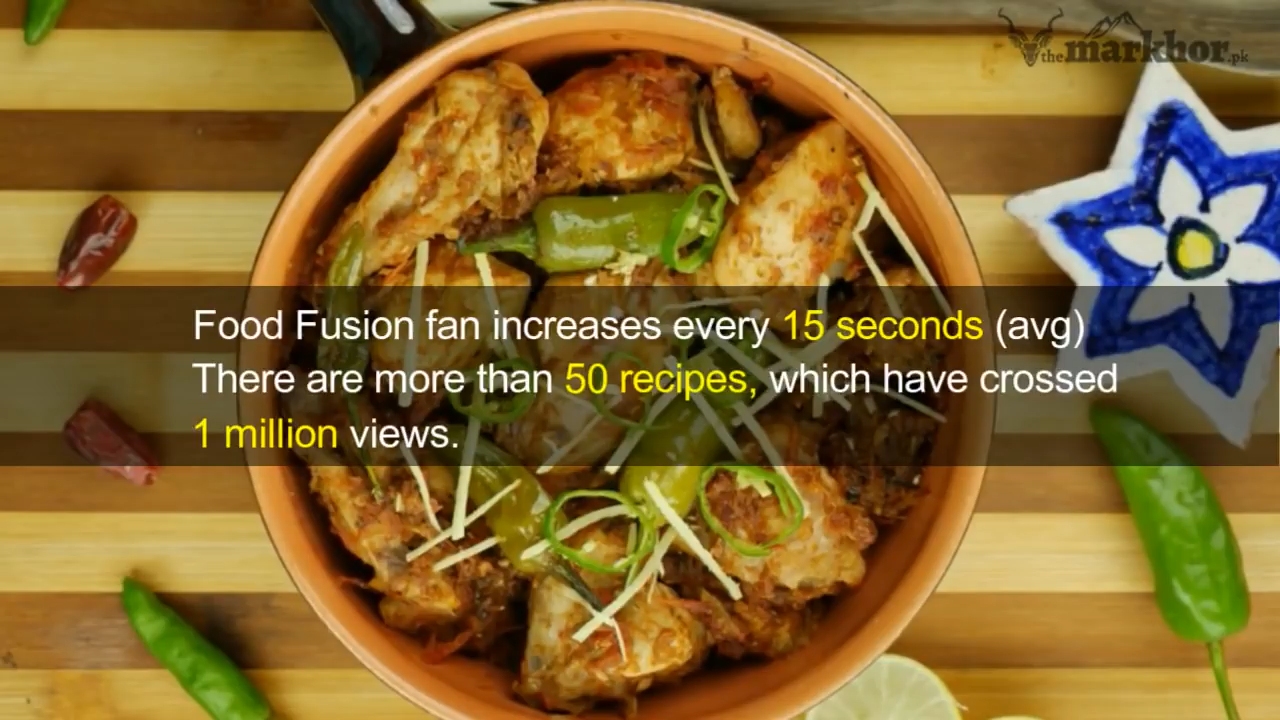 themarkhor.pk
Food Fusion fan increases every 15 seconds (avg)
There are more than 50 recipes, which have crossed
1 million views.